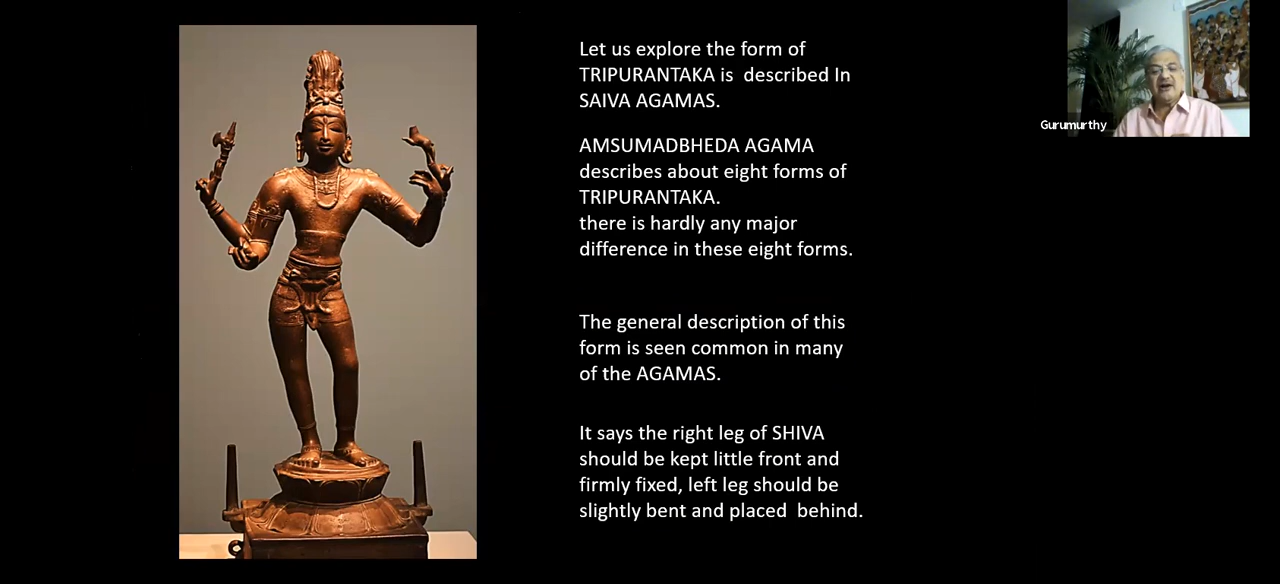 Let us explore the form of
TRIPURANTAKA is  described In
SAIVA AGAMAS.
AMSUMADBHEDA AGAMA
describes about eight forms of
TRIPURANTAKA.
there is hardly any major
difference in these eight forms.
The general description of this
form is seen common in many
of the AGAMAS.
It says the right leg of SHIVA
should be kept little front and
firmly fixed, left leg should be
slightly bent and placed  behind.
Gurumurthy